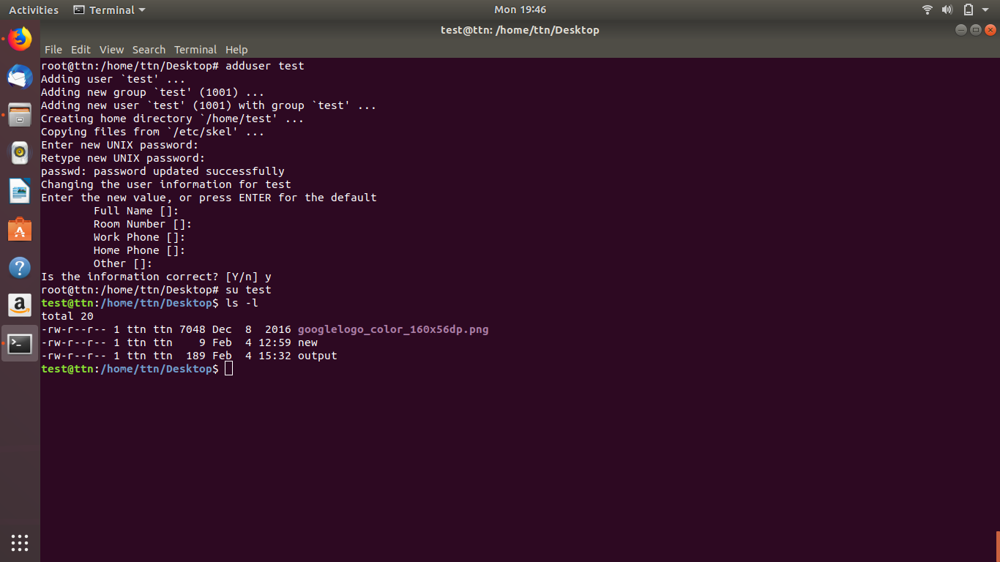 Activities Terminal Mon 19:46
test@ttn: /home/ttn/Desktop
File Edit View Search Terminal Help
root@ttn:/home/ttn/Desktop# adduser test
Adding user `test' ...
Adding new group `test' (1001) ...
Adding new user `test' (1001) with group `test' ...
Creating home directory `/home/test' ...
Copying files from `/etc/skel' ...
Enter new UNIX password:
Retype new UNIX password:
passwd: password updated successfully
Changing the user information for test
Enter the new value, or press ENTER for the default
        Full Name []:
        Room Number []:
        Work Phone []:
        Home Phone []:
        Other []:
Is the information correct? [Y/n] y
root@ttn:/home/ttn/Desktop# su test
test@ttn:/home/ttn/Desktop$ ls -l
total 20
-rw-r--r-- 1 ttn ttn 7048 Dec  8  2016 googlelogo_color_160x56dp.png
-rw-r--r-- 1 ttn ttn    9 Feb  4 12:59 new
-rw-r--r-- 1 ttn ttn  189 Feb  4 15:32 output
test@ttn:/home/ttn/Desktop$